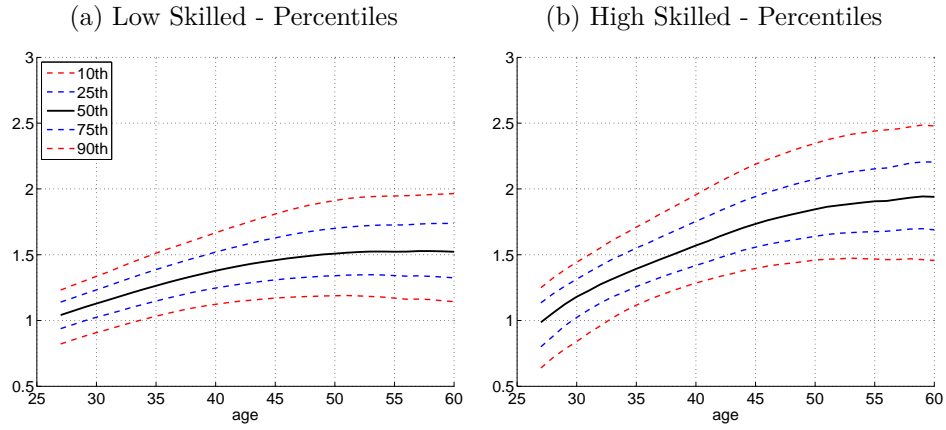 (a) Low Skilled - Percentiles
3
2.5
2
1.5
1
0.5
10th
25th
50th
75th
90th
25 30 35 40 45 50 55 60
age
(b) High Skilled - Percentiles
3
2.5
2
1.5
1
0.5
25 30 35 40 45 50 55 60
age